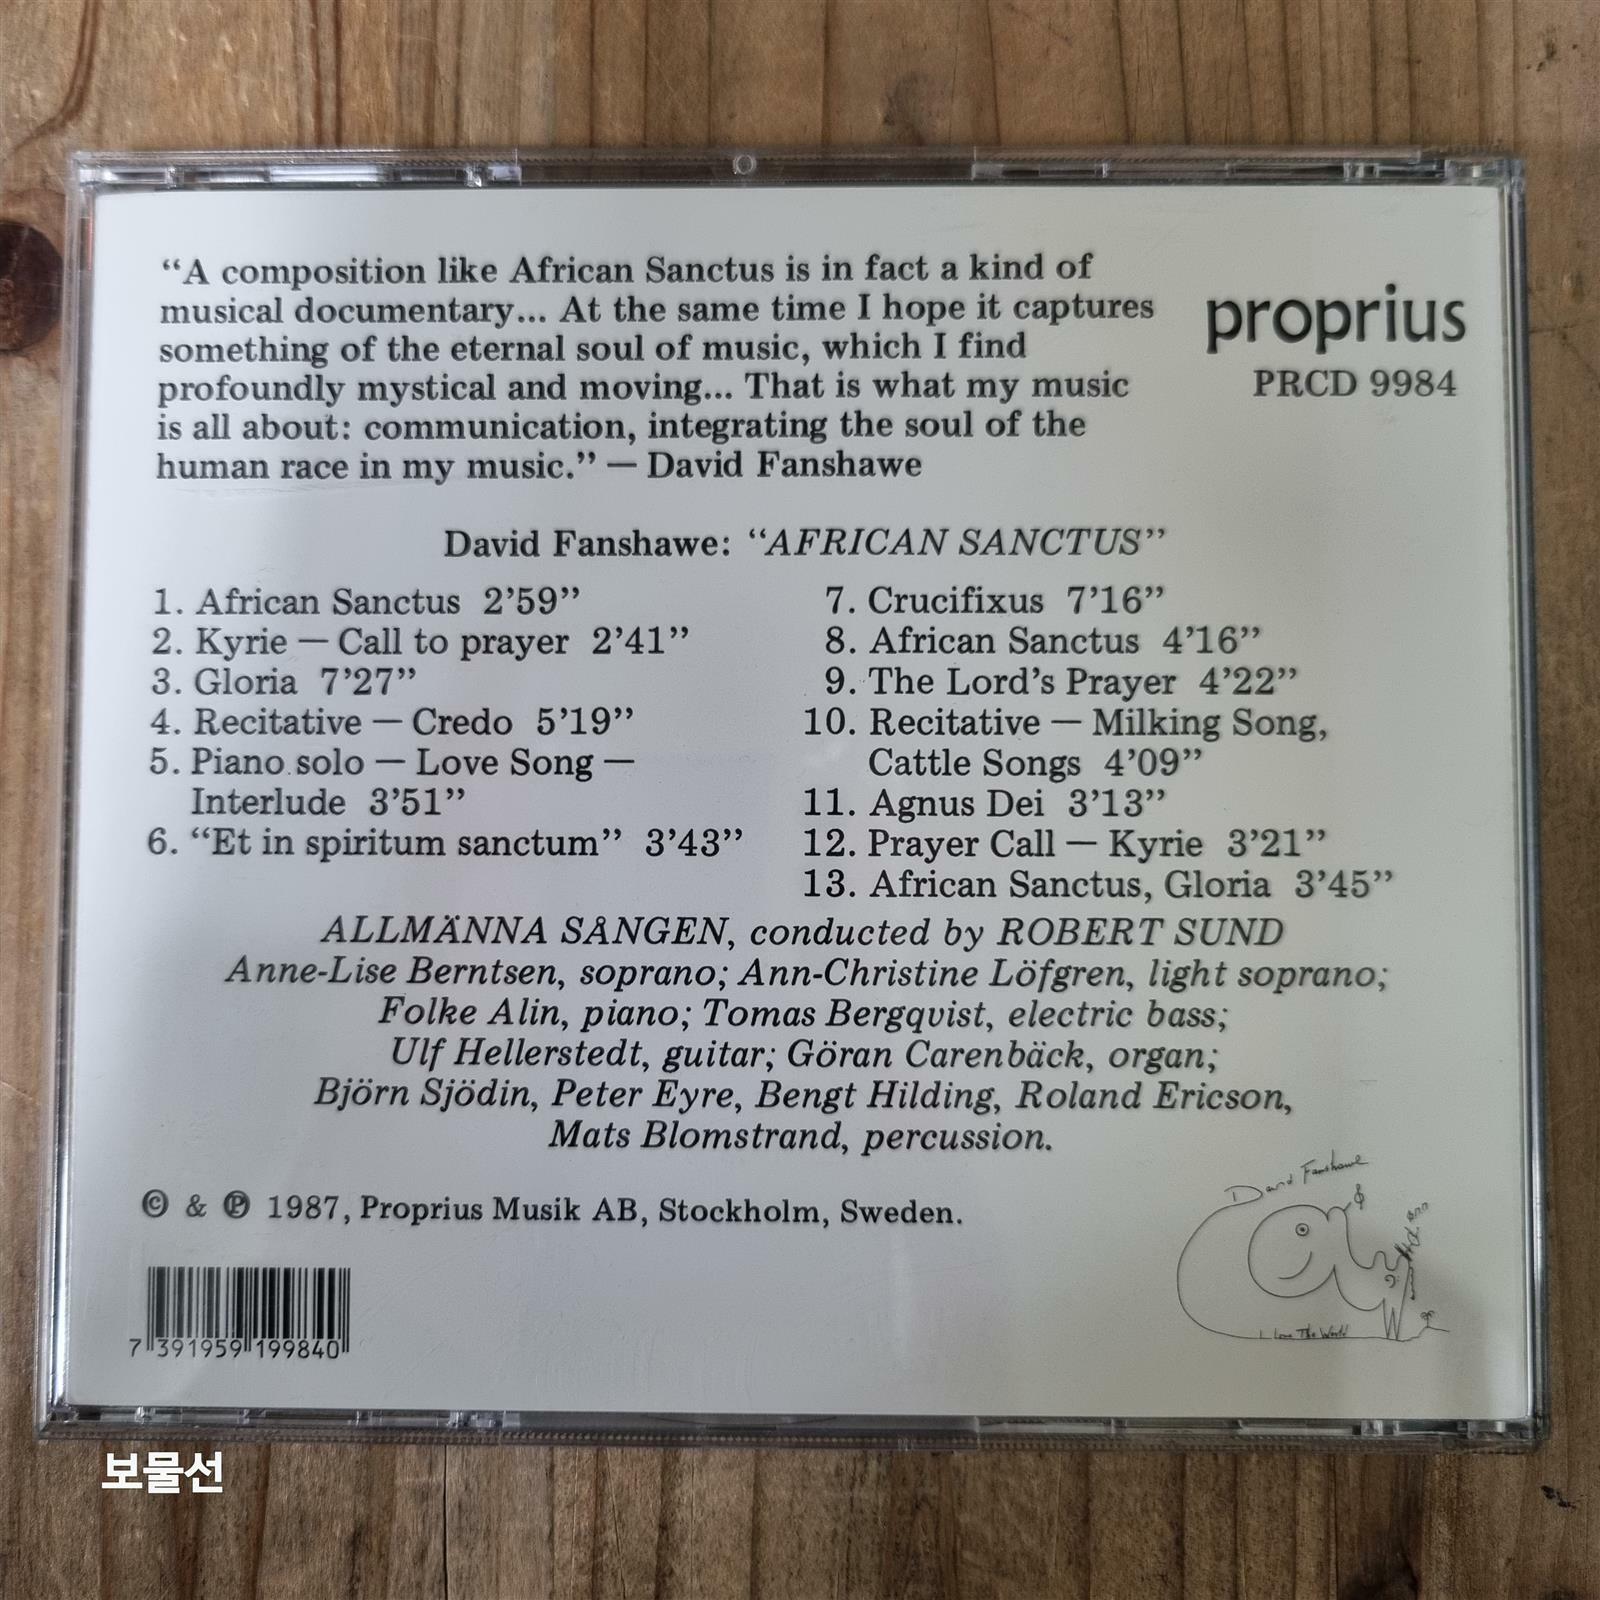 “A composition like African Sanctus is in fact a kind of
musical documentary... At the same time I hope it captures
something of the eternal soul of music, which I find
profoundly mystical and moving... That is what my music
is all about: communication, integrating the soul of the
human race in my music.” — David Fanshawe
proprius
PRCD 9984
David Fanshawe: “AFRICAN SANCTUS”
1. African Sanctus 2’59”
2. Kyrie — Call to prayer 2’41”
3. Gloria 7’27”
4. Recitative — Credo 5’19”
5. Piano solo — Love Song —
Interlude 3’51”
6. “Et in spiritum sanctum” 3’43”
7. Crucifixus 7’16”
8. African Sanctus 4’16”
9. The Lord’s Prayer 4’22”
10. Recitative — Milking Song,
Cattle Songs 4’09”
11. Agnus Dei 3’13”
12. Prayer Call — Kyrie 3’21”
13. African Sanctus, Gloria 3’45”
ALLMÄNNA SÅNGEN, conducted by ROBERT SUND
Anne-Lise Berntsen, soprano; Ann-Christine Löfgren, light soprano;
Folke Alin, piano; Tomas Bergqvist, electric bass;
Ulf Hellerstedt, guitar; Göran Carenbäck, organ;
Björn Sjödin, Peter Eyre, Bengt Hilding, Roland Ericson,
Mats Blomstrand, percussion.
© & ℗ 1987, Proprius Musik AB, Stockholm, Sweden.
David Fanshawe
I Love The World
7 391959 199840
보물선